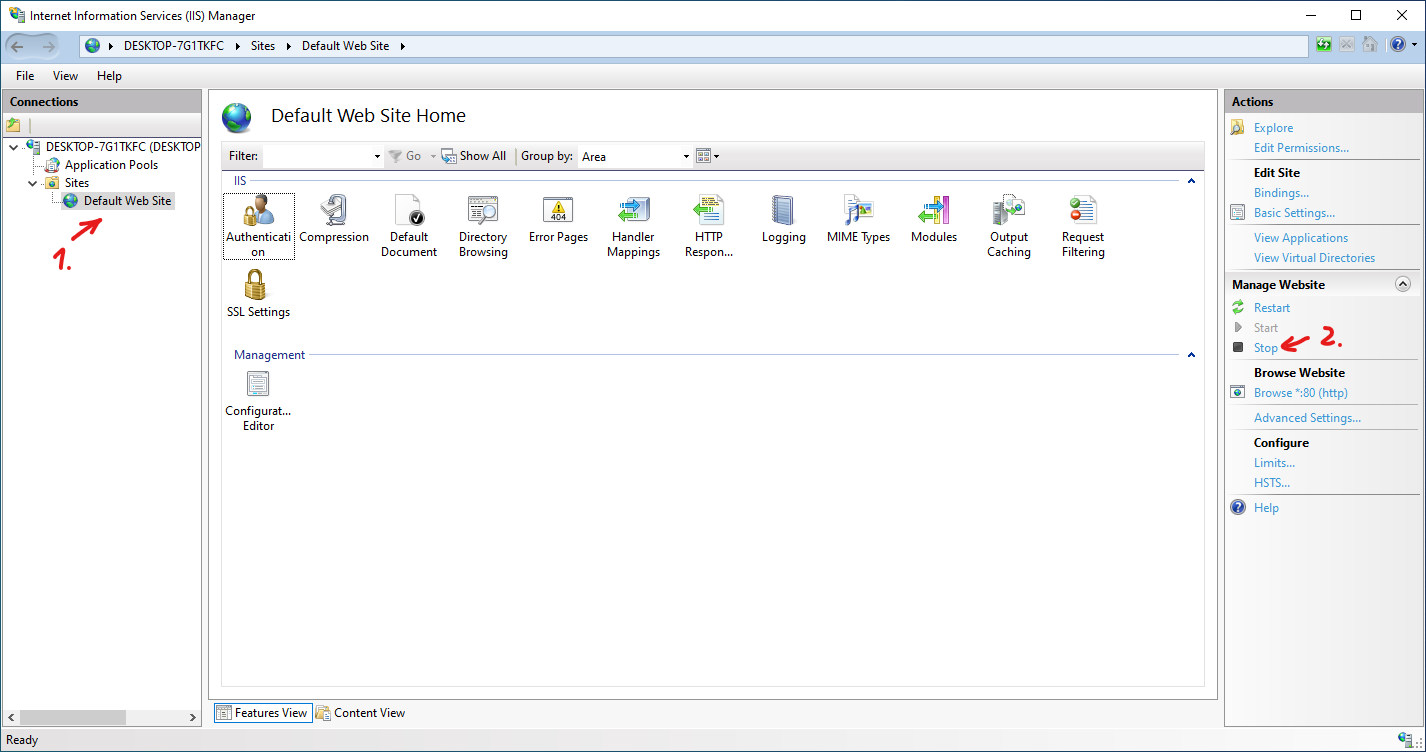 Internet Information Services (IIS) Manager
DESKTOP-7G1TKFC
Sites
Default Web Site
File
View
Help
Connections
DESKTOP-7G1TKFC (DESKTOP
Application Pools
Sites
Default Web Site
1.
Default Web Site Home
Filter:
Go
Show All
Group by:
Area
IIS
Authenticati
on
Compression
Default
Document
Directory
Browsing
Error Pages
404
Handler
Mappings
HTTP
Respon...
Logging
MIME Types
Modules
Output
Caching
Request
Filtering
SSL Settings
Management
Configurat...
Editor
Features View
Content View
Actions
Explore
Edit Permissions...
Edit Site
Bindings...
Basic Settings...
View Applications
View Virtual Directories
Manage Website
Restart
Start
Stop
2.
Browse Website
Browse *:80 (http)
Advanced Settings...
Configure
Limits...
HSTS...
Help
Ready